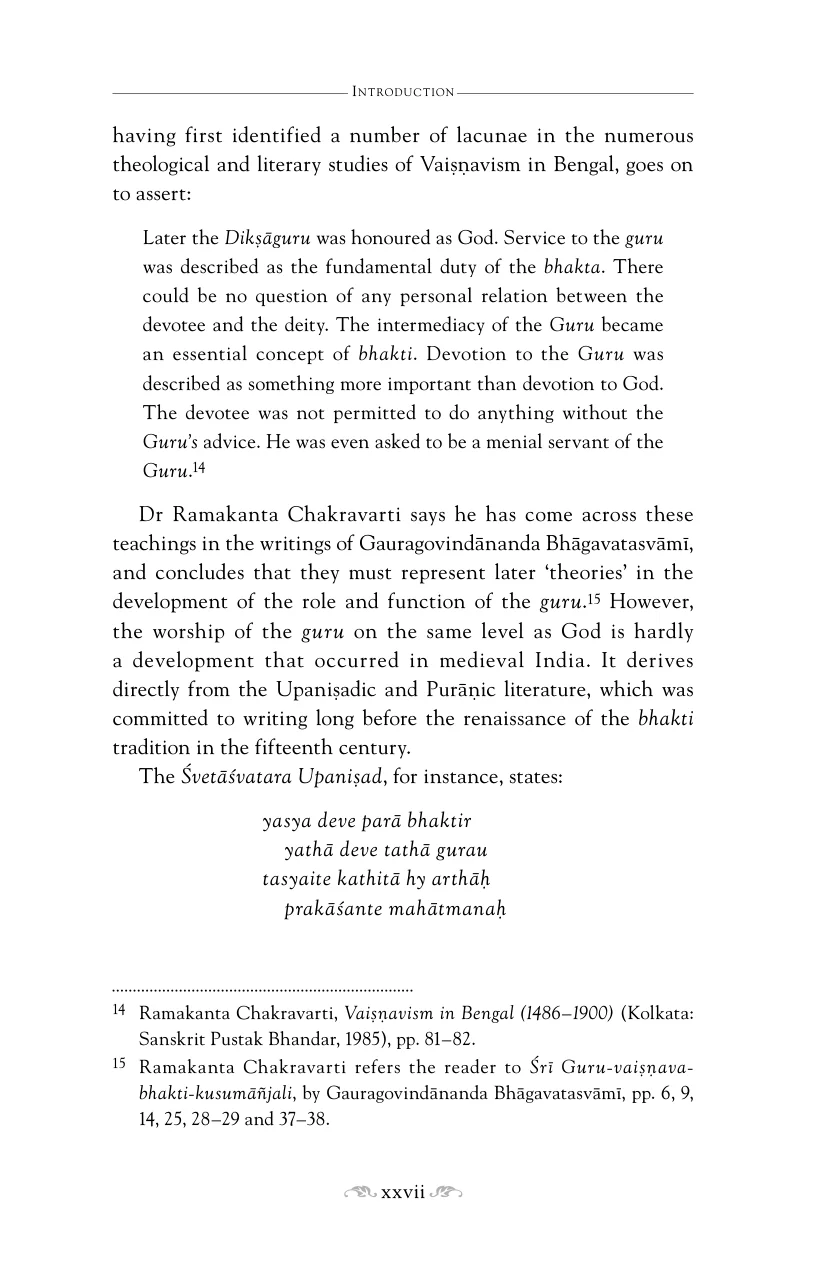 Introduction
having first identified a number of lacunae in the numerous
theological and literary studies of Vaiṣṇavism in Bengal, goes on
to assert:
Later the Dikṣāguru was honoured as God. Service to the guru
was described as the fundamental duty of the bhakta. There
could be no question of any personal relation between the
devotee and the deity. The intermediacy of the Guru became
an essential concept of bhakti. Devotion to the Guru was
described as something more important than devotion to God.
The devotee was not permitted to do anything without the
Guru's advice. He was even asked to be a menial servant of the
Guru.14
Dr Ramakanta Chakravarti says he has come across these
teachings in the writings of Gauragovindānanda Bhāgavatasvāmī,
and concludes that they must represent later ‘theories’ in the
development of the role and function of the guru.15 However,
the worship of the guru on the same level as God is hardly
a development that occurred in medieval India. It derives
directly from the Upaniṣadic and Purāṇic literature, which was
committed to writing long before the renaissance of the bhakti
tradition in the fifteenth century.
The Śvetāśvatara Upaniṣad, for instance, states:
yasya deve parā bhaktir
yathā deve tathā gurau
tasyaite kathitā hy arthāḥ
prakāśante mahātmanaḥ
14 Ramakanta Chakravarti, Vaiṣṇavism in Bengal (1486–1900) (Kolkata:
Sanskrit Pustak Bhandar, 1985), pp. 81–82.
15 Ramakanta Chakravarti refers the reader to Śrī Guru-vaiṣṇava-
bhakti-kusumāñjali, by Gauragovindānanda Bhāgavatasvāmī, pp. 6, 9,
14, 25, 28–29 and 37–38.
xxvii